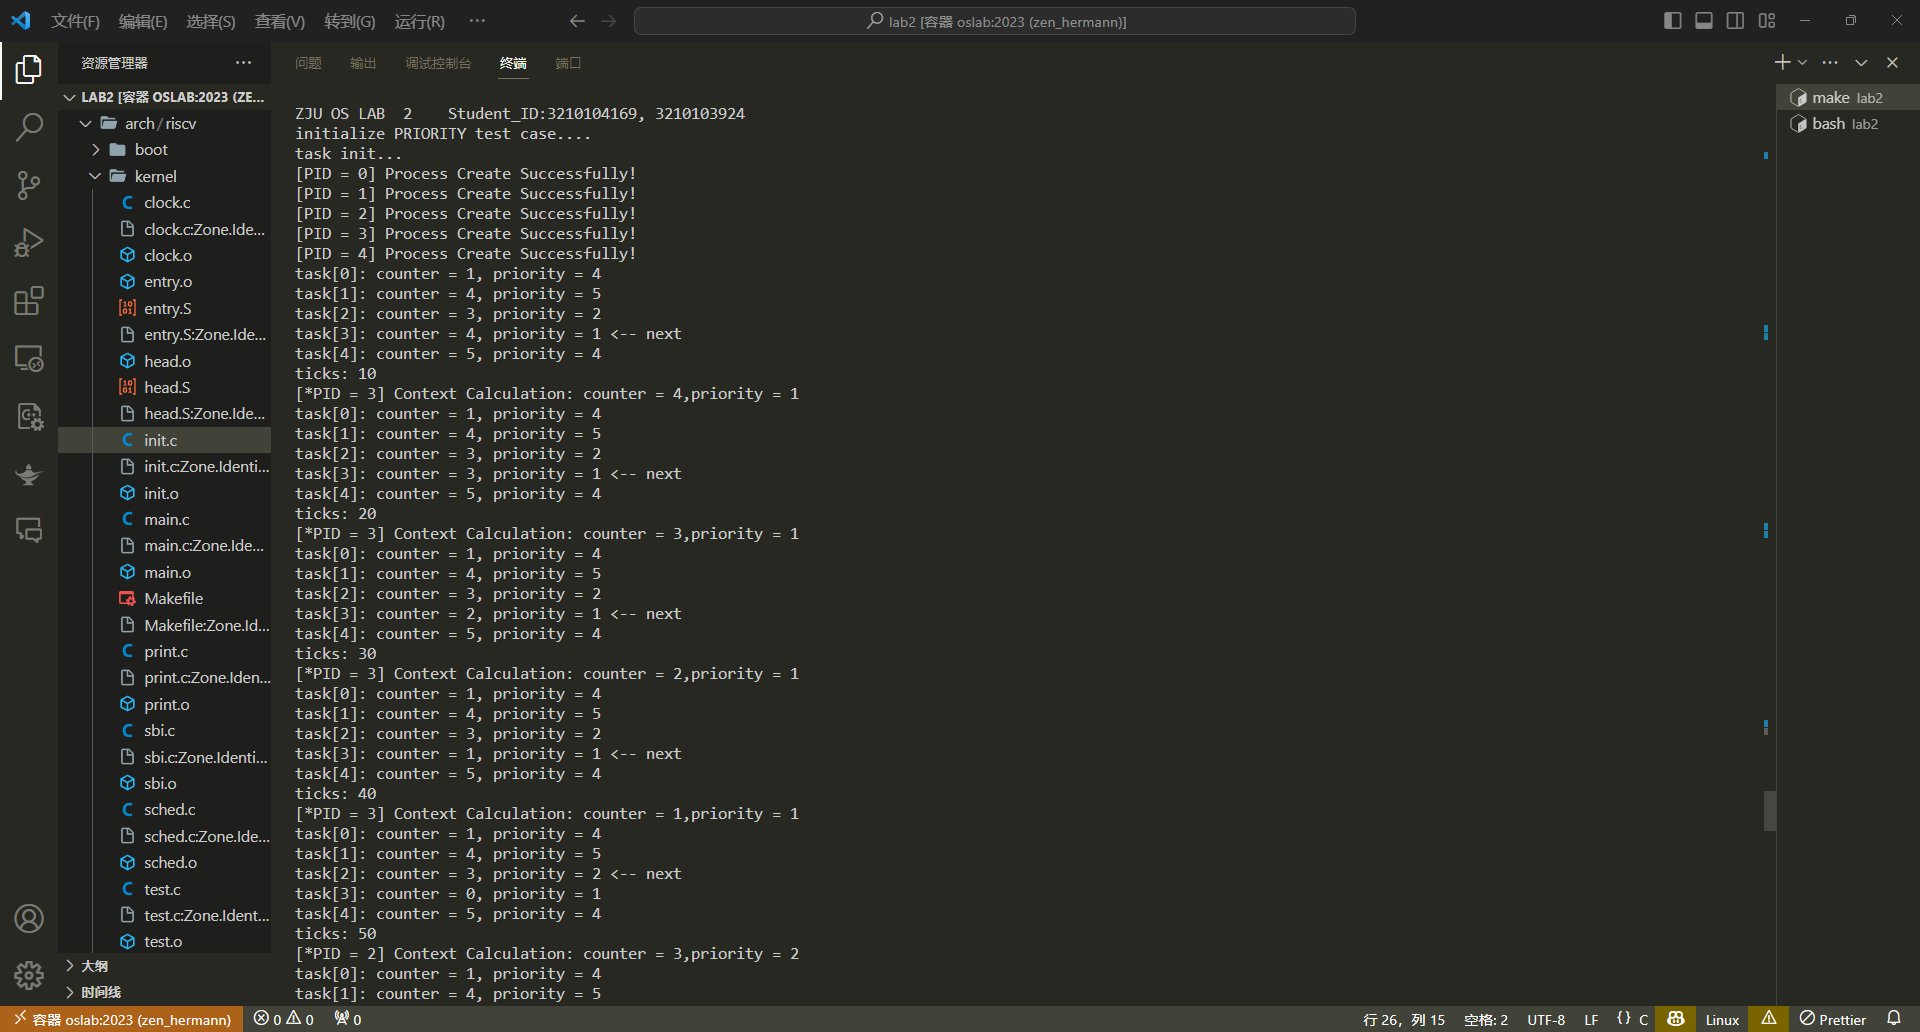 文件(F) 编辑(E) 选择(S) 查看(V) 转到(G) 运行(R) ···
lab2 [容器 oslab:2023 (zen_hermann)]
资源管理器
LAB2 [容器 OSLAB:2023 (ZE...
arch/riscv
boot
kernel
clock.c
clock.c:Zone.Ide...
clock.o
entry.o
entry.S
entry.S:Zone.Ide...
head.o
head.S
head.S:Zone.Ide...
init.c
init.c:Zone.Identi...
init.o
main.c
main.c:Zone.Ide...
main.o
Makefile
Makefile:Zone.Id...
print.c
print.c:Zone.Iden...
print.o
sbi.c
sbi.c:Zone.Identi...
sbi.o
sched.c
sched.c:Zone.Ide...
sched.o
test.c
test.c:Zone.Ident...
test.o
大纲
时间线
问题 输出 调试控制台 终端 端口
ZJU OS LAB  2    Student_ID:3210104169, 3210103924
initialize PRIORITY test case....
task init...
[PID = 0] Process Create Successfully!
[PID = 1] Process Create Successfully!
[PID = 2] Process Create Successfully!
[PID = 3] Process Create Successfully!
[PID = 4] Process Create Successfully!
task[0]: counter = 1, priority = 4
task[1]: counter = 4, priority = 5
task[2]: counter = 3, priority = 2
task[3]: counter = 4, priority = 1 <-- next
task[4]: counter = 5, priority = 4
ticks: 10
[*PID = 3] Context Calculation: counter = 4,priority = 1
task[0]: counter = 1, priority = 4
task[1]: counter = 4, priority = 5
task[2]: counter = 3, priority = 2
task[3]: counter = 3, priority = 1 <-- next
task[4]: counter = 5, priority = 4
ticks: 20
[*PID = 3] Context Calculation: counter = 3,priority = 1
task[0]: counter = 1, priority = 4
task[1]: counter = 4, priority = 5
task[2]: counter = 3, priority = 2
task[3]: counter = 2, priority = 1 <-- next
task[4]: counter = 5, priority = 4
ticks: 30
[*PID = 3] Context Calculation: counter = 2,priority = 1
task[0]: counter = 1, priority = 4
task[1]: counter = 4, priority = 5
task[2]: counter = 3, priority = 2
task[3]: counter = 1, priority = 1 <-- next
task[4]: counter = 5, priority = 4
ticks: 40
[*PID = 3] Context Calculation: counter = 1,priority = 1
task[0]: counter = 1, priority = 4
task[1]: counter = 4, priority = 5
task[2]: counter = 3, priority = 2 <-- next
task[3]: counter = 0, priority = 1
task[4]: counter = 5, priority = 4
ticks: 50
[*PID = 2] Context Calculation: counter = 3,priority = 2
task[0]: counter = 1, priority = 4
task[1]: counter = 4, priority = 5
make lab2
bash lab2
容器 oslab:2023 (zen_hermann) 0 0 0 行 26，列 15 空格: 2 UTF-8 LF {} C Linux Prettier